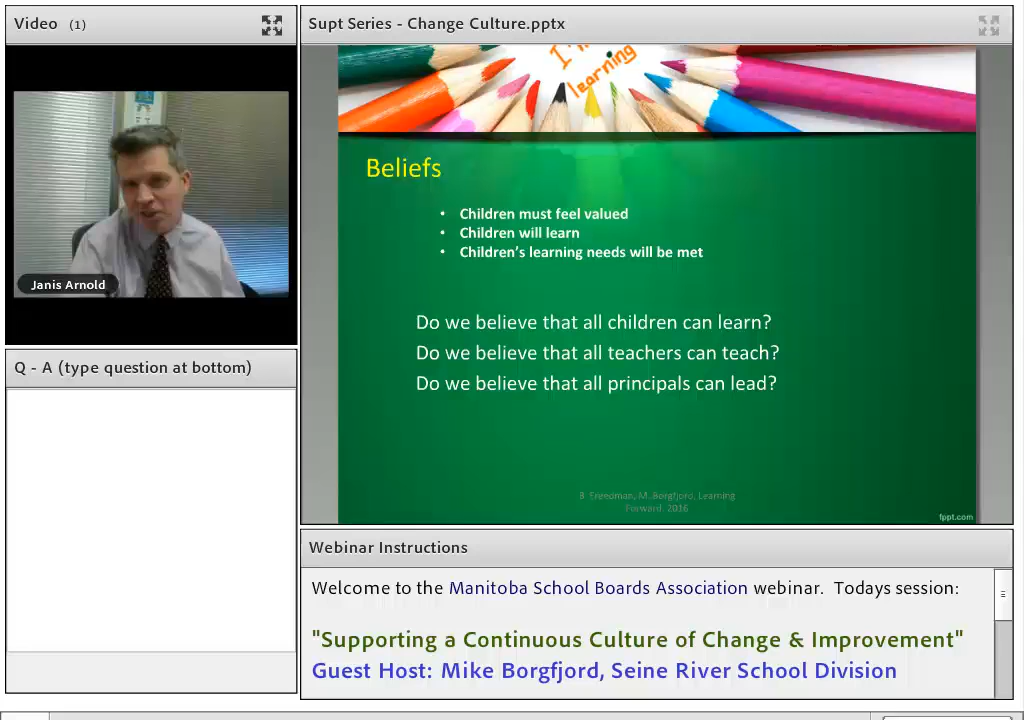 Video (1)
Supt Series - Change Culture.pptx
I'm
learning
Beliefs
• Children must feel valued
• Children will learn
• Children’s learning needs will be met
Do we believe that all children can learn?
Do we believe that all teachers can teach?
Do we believe that all principals can lead?
B. Freedman, M. Borgfjord, Learning
Forward, 2016
fppt.com
Janis Arnold
Q - A (type question at bottom)
Webinar Instructions
Welcome to the Manitoba School Boards Association webinar. Todays session:
"Supporting a Continuous Culture of Change & Improvement"
Guest Host: Mike Borgfjord, Seine River School Division